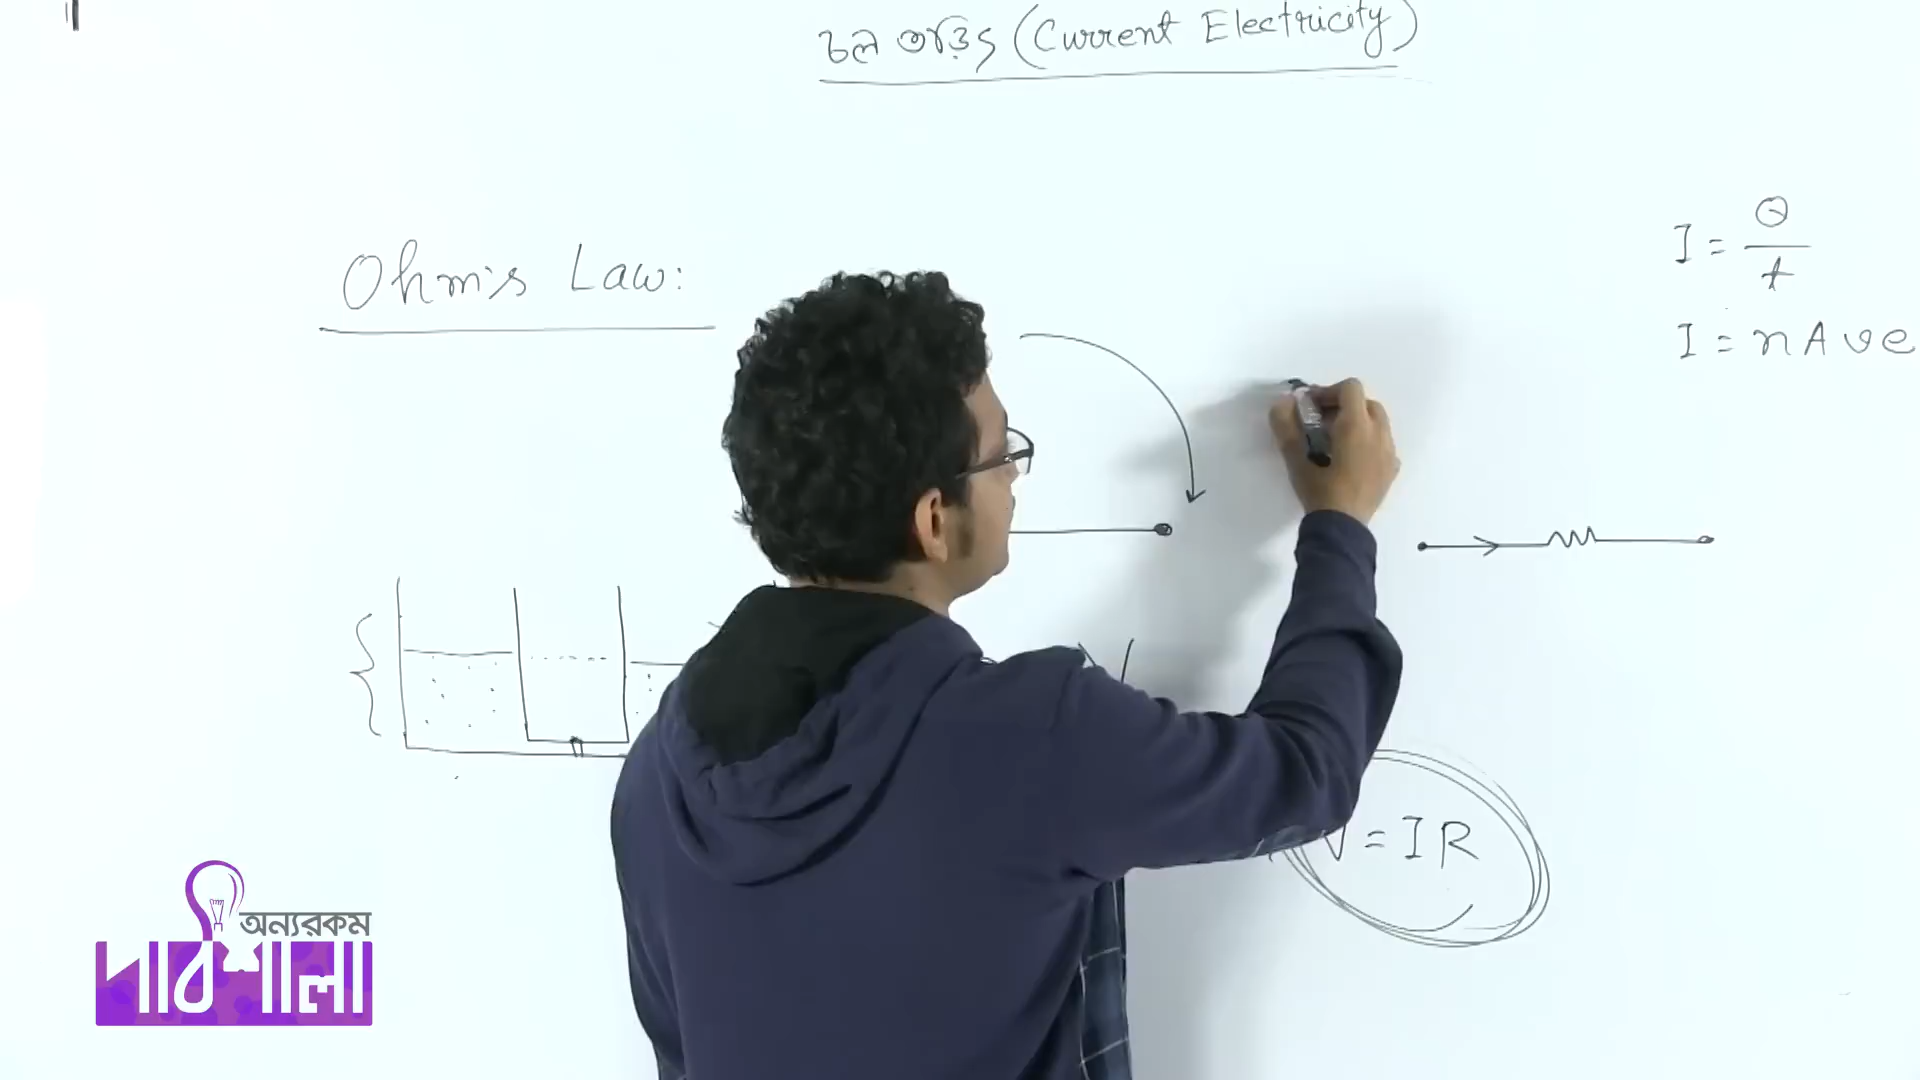 চল তড়িৎ (Current Electricity)
Ohm's Law:
I = Q/t
I = nAve
V = IR
অন্যরকম
পাঠশালা